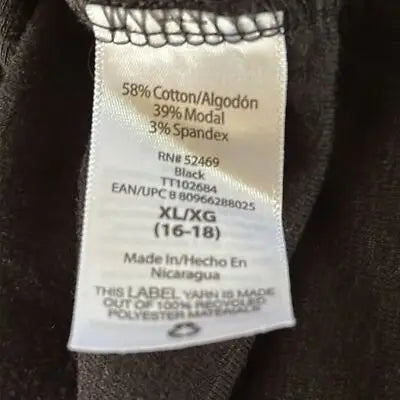 58% Cotton/Algodón
39% Modal
3% Spandex
RN# 52469
Black
TT102684
EAN/UPC 8 80966288025
XL/XG
(16-18)
Made In/Hecho En
Nicaragua
THIS LABEL YARN IS MADE
OUT OF 100% RECYCLED
POLYESTER MATERIALS